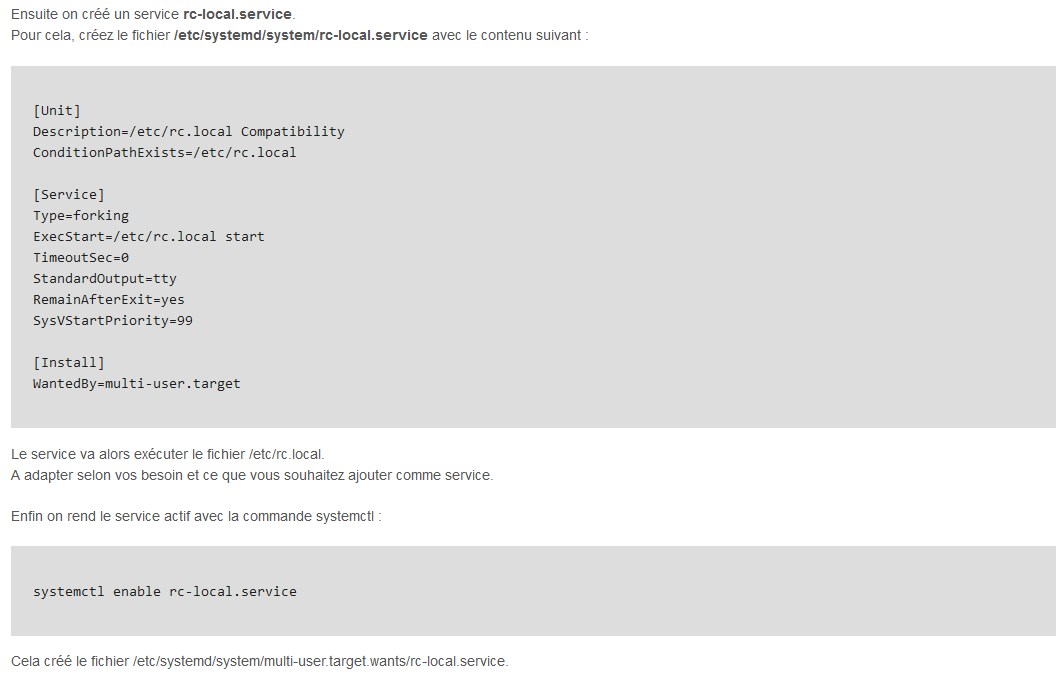 Ensuite on créé un service rc-local.service.
Pour cela, créez le fichier /etc/systemd/system/rc-local.service avec le contenu suivant :
[Unit]
Description=/etc/rc.local Compatibility
ConditionPathExists=/etc/rc.local
[Service]
Type=forking
ExecStart=/etc/rc.local start
TimeoutSec=0
StandardOutput=tty
RemainAfterExit=yes
SysVStartPriority=99
[Install]
WantedBy=multi-user.target
Le service va alors exécuter le fichier /etc/rc.local.
A adapter selon vos besoin et ce que vous souhaitez ajouter comme service.
Enfin on rend le service actif avec la commande systemctl :
systemctl enable rc-local.service
Cela créé le fichier /etc/systemd/system/multi-user.target.wants/rc-local.service.